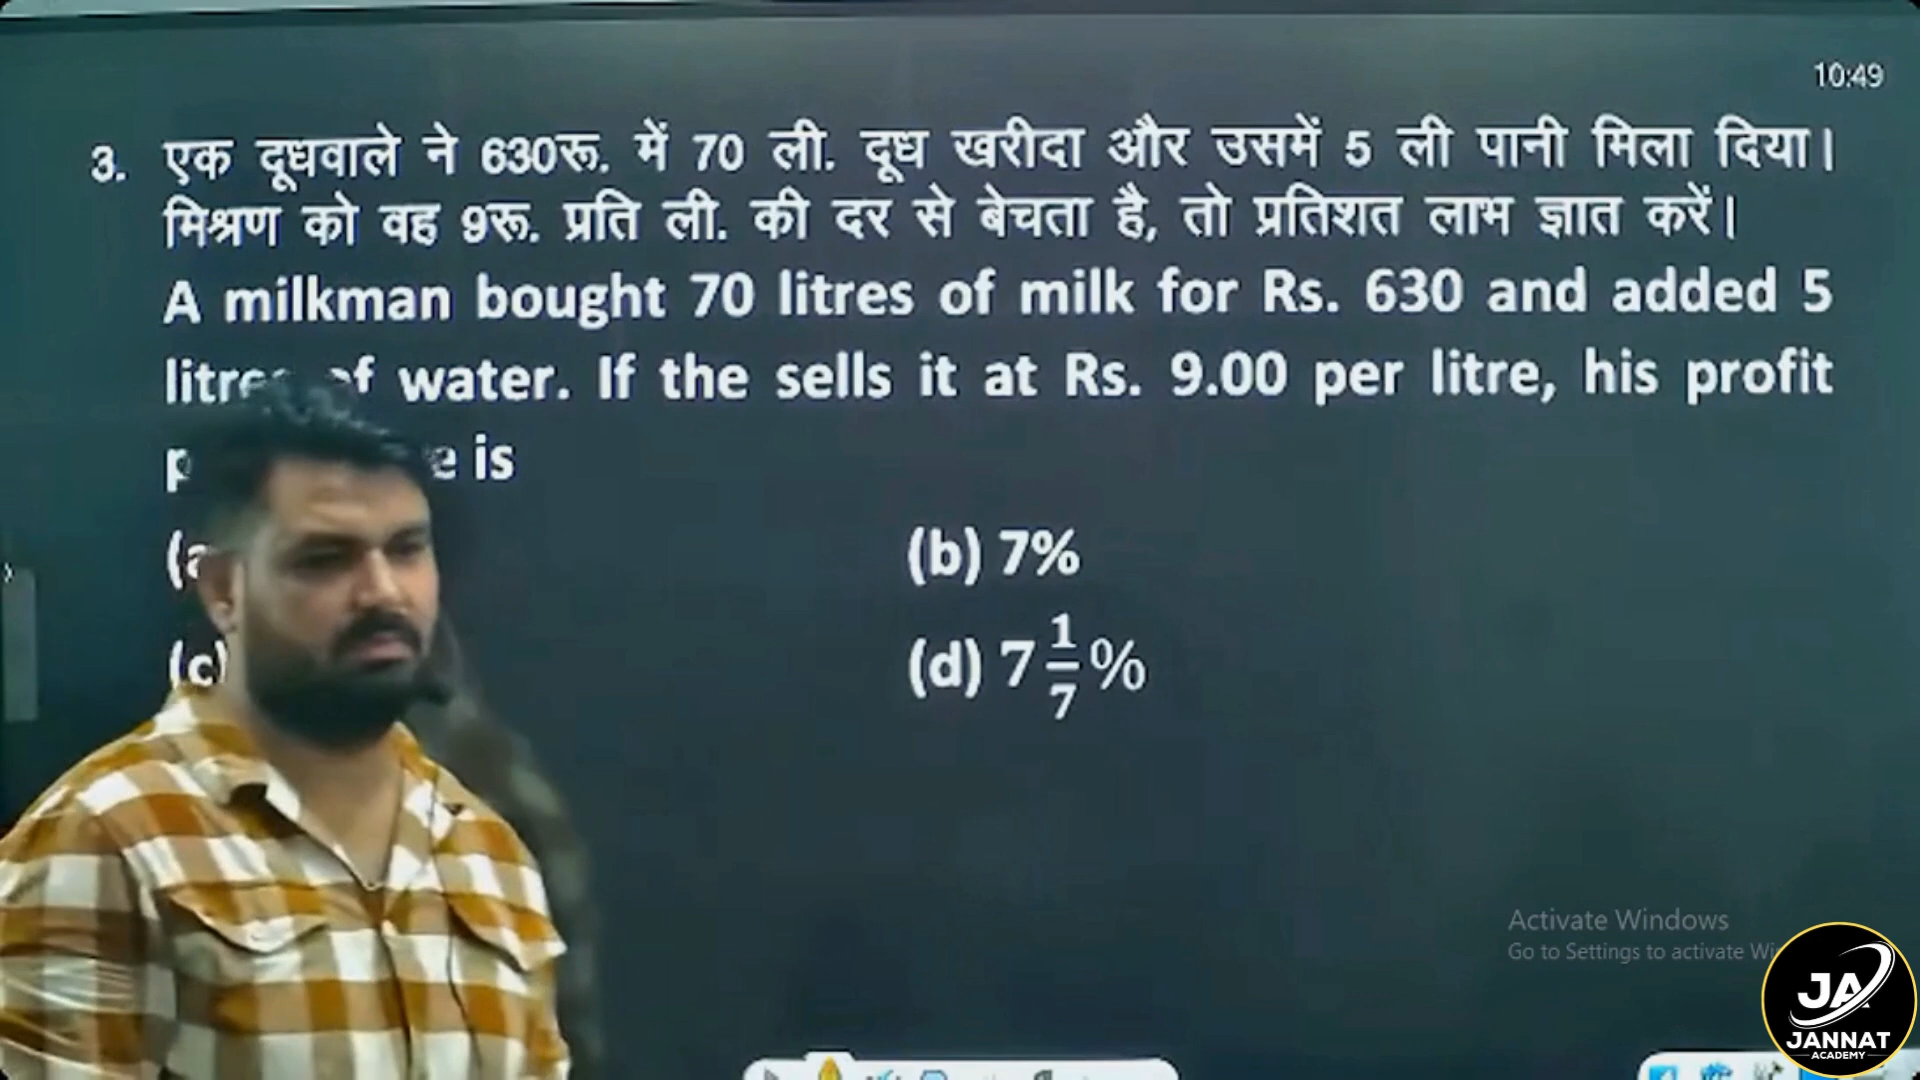 10:49
3. एक दूधवाले ने 630रू. में 70 ली. दूध खरीदा और उसमें 5 ली पानी मिला दिया।
मिश्रण को वह 9रू. प्रति ली. की दर से बेचता है, तो प्रतिशत लाभ ज्ञात करें।
A milkman bought 70 litres of milk for Rs. 630 and added 5
of water. If the sells it at Rs. 9.00 per litre, his profit
is
(b) 7%
(c)
(d) 7 1/7 %
Activate Windows
Go to Settings to activate
JA
JANNAT
ACADEMY